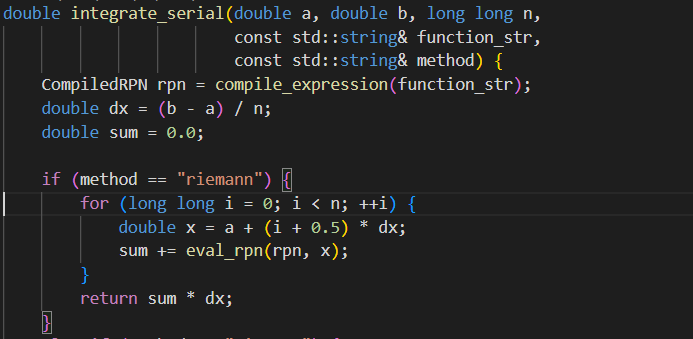 double integrate_serial(double a, double b, long long n,
                        const std::string& function_str,
                        const std::string& method) {
    CompiledRPN rpn = compile_expression(function_str);
    double dx = (b - a) / n;
    double sum = 0.0;

    if (method == "riemann") {
        for (long long i = 0; i < n; ++i) {
            double x = a + (i + 0.5) * dx;
            sum += eval_rpn(rpn, x);
        }
        return sum * dx;
    }